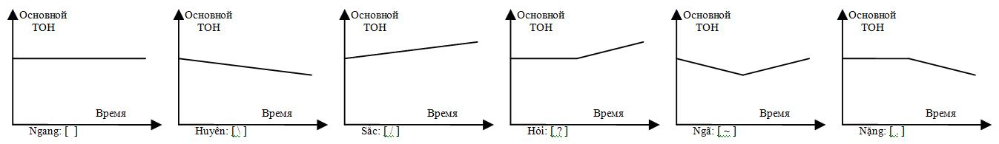 Основной
ТОН
Время
Ngang: [ ]
Основной
ТОН
Время
Huyền: [ \ ]
Основной
ТОН
Время
Sắc: [ / ]
Основной
ТОН
Время
Hỏi: [ ? ]
Основной
ТОН
Время
Ngã: [ ~ ]
Основной
ТОН
Время
Nặng: [ . ]